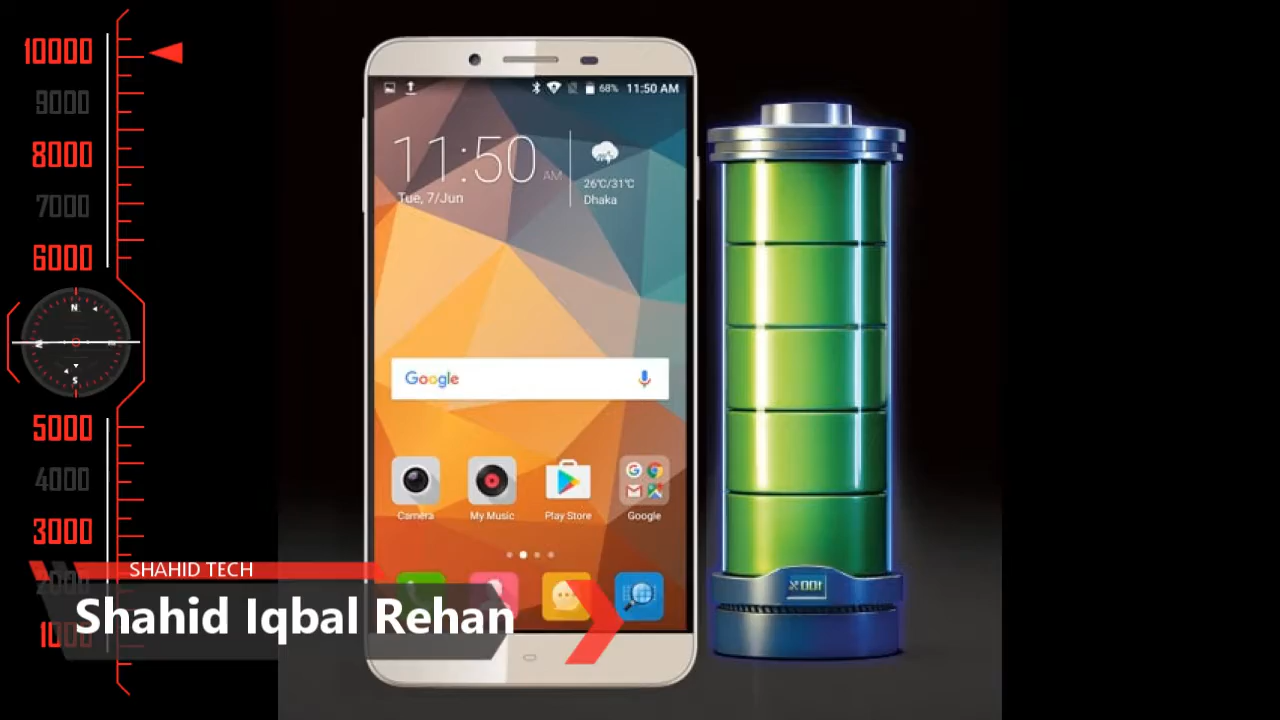 10000
9000
8000
7000
6000
N
S
5000
4000
3000
2000
1000
68% 11:50 AM
11:50 AM
Tue, 7/Jun
26°C/31°C
Dhaka
Google
Camera
My Music
Play Store
Google
SHAHID TECH
Shahid Iqbal Rehan